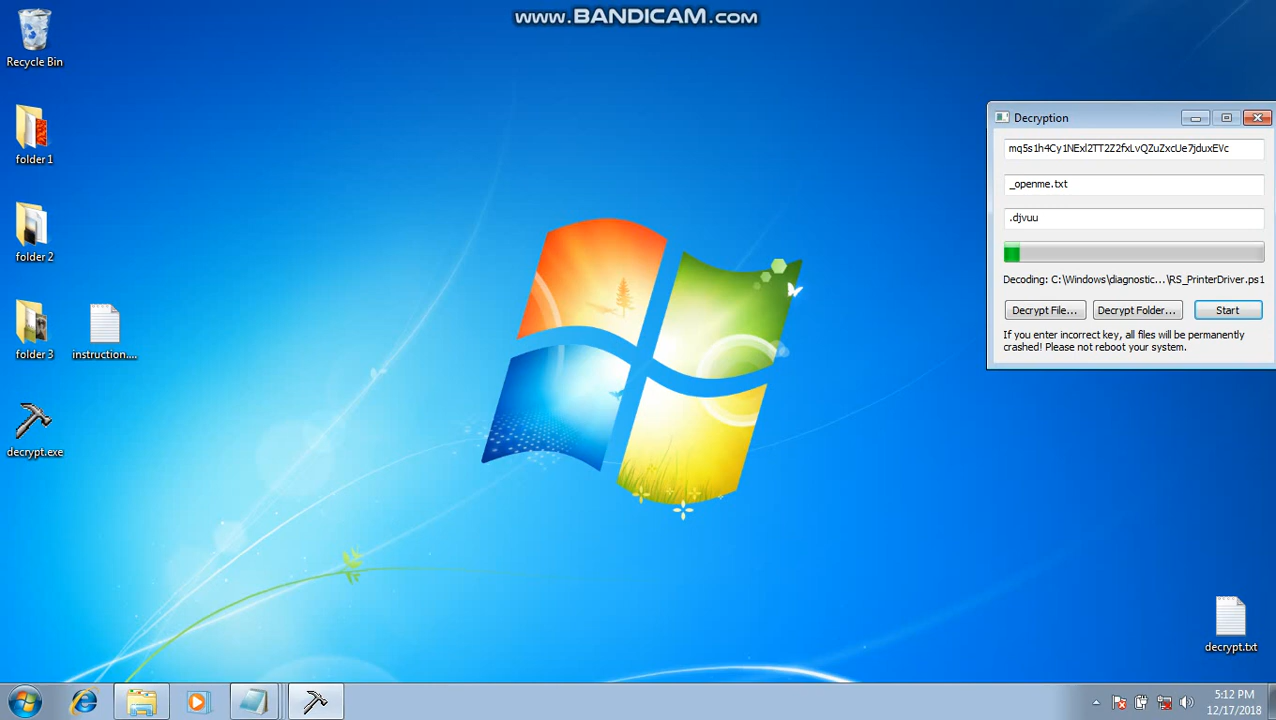 www.BANDICAM.com
Recycle Bin
folder 1
folder 2
folder 3
instruction....
decrypt.exe
Decryption
mq5s1h4Cy1NExl2TT2Z2fxLvQZuZxcUe7jduxEVc
_openme.txt
.djvuu
Decoding: C:\Windows\diagnostic...\RS_PrinterDriver.ps1
Decrypt File...
Decrypt Folder...
Start
If you enter incorrect key, all files will be permanently
crashed! Please not reboot your system.
decrypt.txt
5:12 PM
12/17/2018